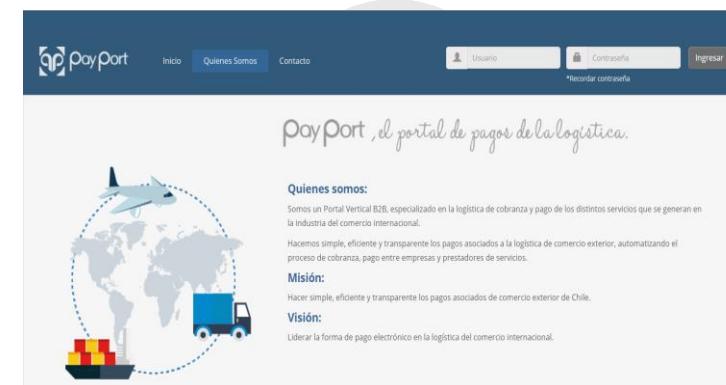 PayPort
Inicio
Quienes Somos
Contacto
Usuario
Contraseña
Ingresar
*Recordar contraseña
PayPort, el portal de pagos de la logística.
Quienes somos:
Somos un Portal Vertical B2B, especializado en la logística de cobranza y pago de los distintos servicios que se generan en
la industria del comercio internacional.
Hacemos simple, eficiente y transparente los pagos asociados a la logística de comercio exterior, automatizando el
proceso de cobranza, pago entre empresas y prestadores de servicios.
Misión:
Hacer simple, eficiente y transparente los pagos asociados de comercio exterior de Chile.
Visión:
Liderar la forma de pago electrónico en la logística del comercio internacional.